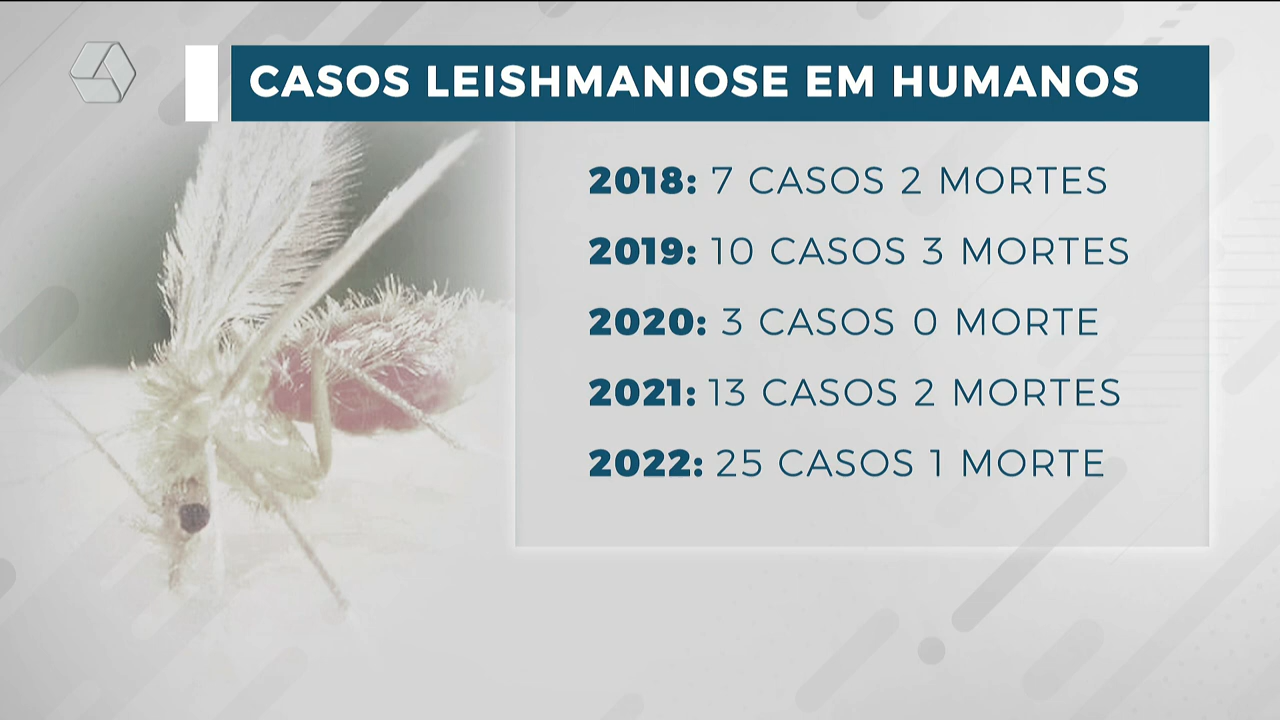 CASOS LEISHMANIOSE EM HUMANOS
2018: 7 CASOS 2 MORTES
2019: 10 CASOS 3 MORTES
2020: 3 CASOS 0 MORTE
2021: 13 CASOS 2 MORTES
2022: 25 CASOS 1 MORTE